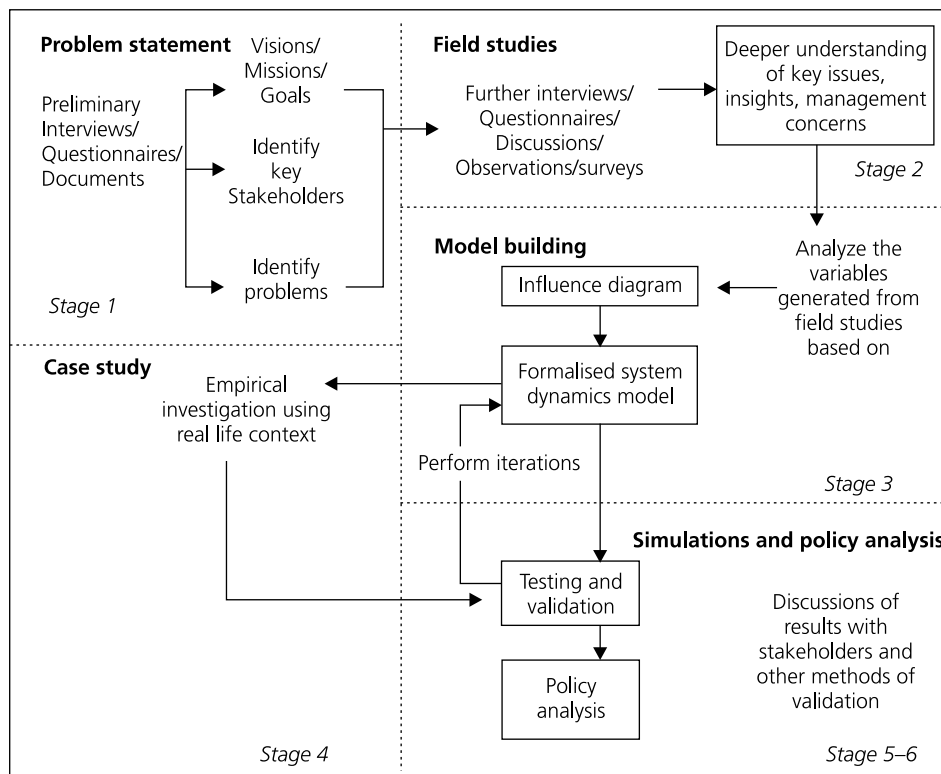 Problem statement
Visions/
Missions/
Goals
Preliminary
Interviews/
Questionnaires/
Documents
Identify
key
Stakeholders
Identify
problems
Stage 1
Field studies
Further interviews/
Questionnaires/
Discussions/
Observations/surveys
Deeper understanding
of key issues,
insights, management
concerns
Stage 2
Model building
Analyze the
variables
generated from
field studies
based on
Influence diagram
Formalised system
dynamics model
Perform iterations
Stage 3
Case study
Empirical
investigation using
real life context
Stage 4
Simulations and policy analysis
Testing and
validation
Policy
analysis
Discussions of
results with
stakeholders and
other methods of
validation
Stage 5–6